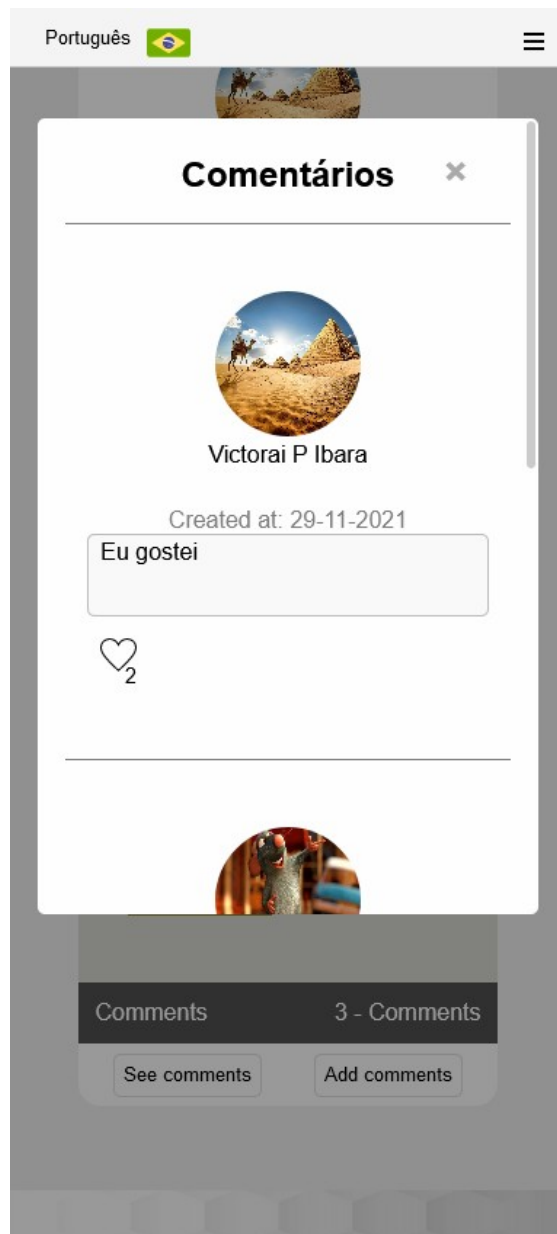 Português
Comentários
Victorai P Ibara
Created at: 29-11-2021
Eu gostei
2
Comments 3 - Comments
See comments Add comments